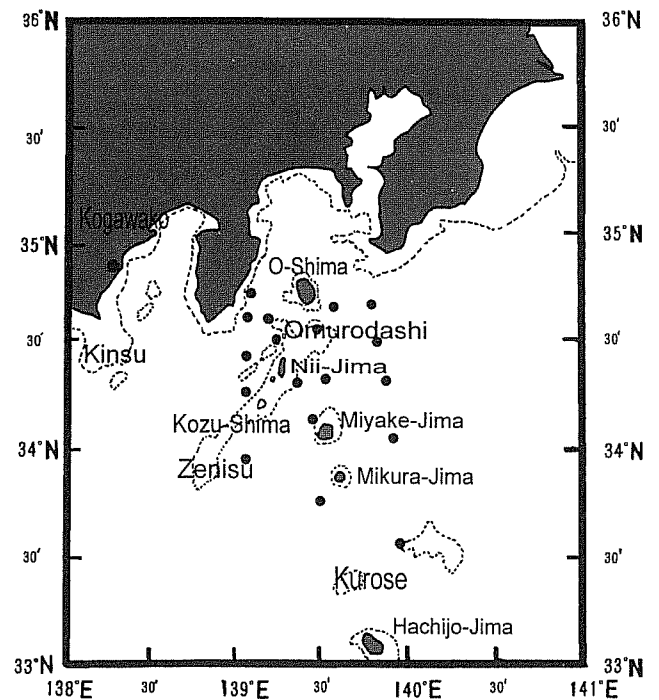 36°N
36°N
30′
30′
Kogawako
35°N
35°N
O-Shima
30′
Omurodashi
30′
Kinsu
Nii-Jima
Kozu-Shima
Miyake-Jima
34°N
34°N
Zenisu
Mikura-Jima
30′
30′
Kurose
Hachijo-Jima
33°N
33°N
138°E
30′
139°E
30′
140°E
30′
141°E